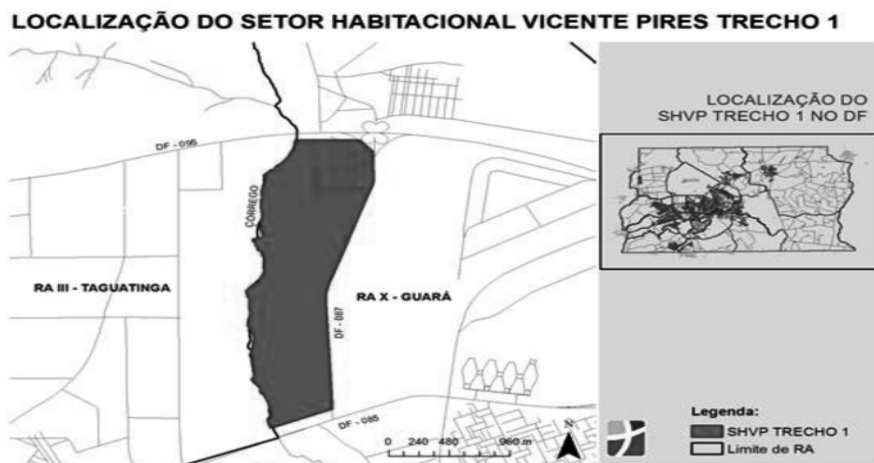 LOCALIZAÇÃO DO SETOR HABITACIONAL VICENTE PIRES TRECHO 1
LOCALIZAÇÃO DO
SHVP TRECHO 1 NO DF
DF - 095
CÓRREGO
RA III - TAGUATINGA
RA X - GUARÁ
DF - 087
DF - 085
0 240 480 960 m
N
Legenda:
SHVP TRECHO 1
Limite de RA